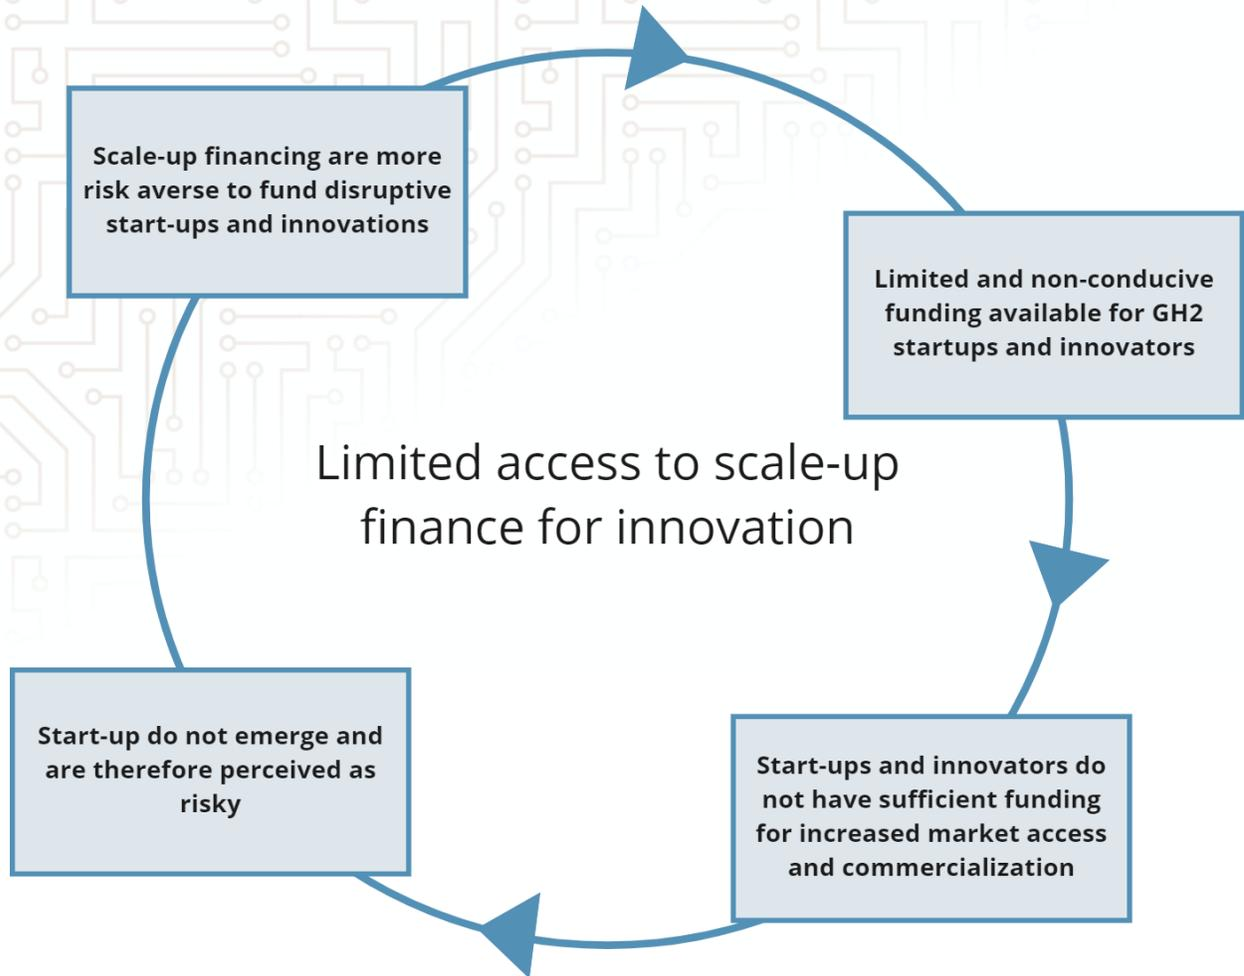 Scale-up financing are more
risk averse to fund disruptive
start-ups and innovations
Limited and non-conducive
funding available for GH2
startups and innovators
Limited access to scale-up
finance for innovation
Start-up do not emerge and
are therefore perceived as
risky
Start-ups and innovators do
not have sufficient funding
for increased market access
and commercialization